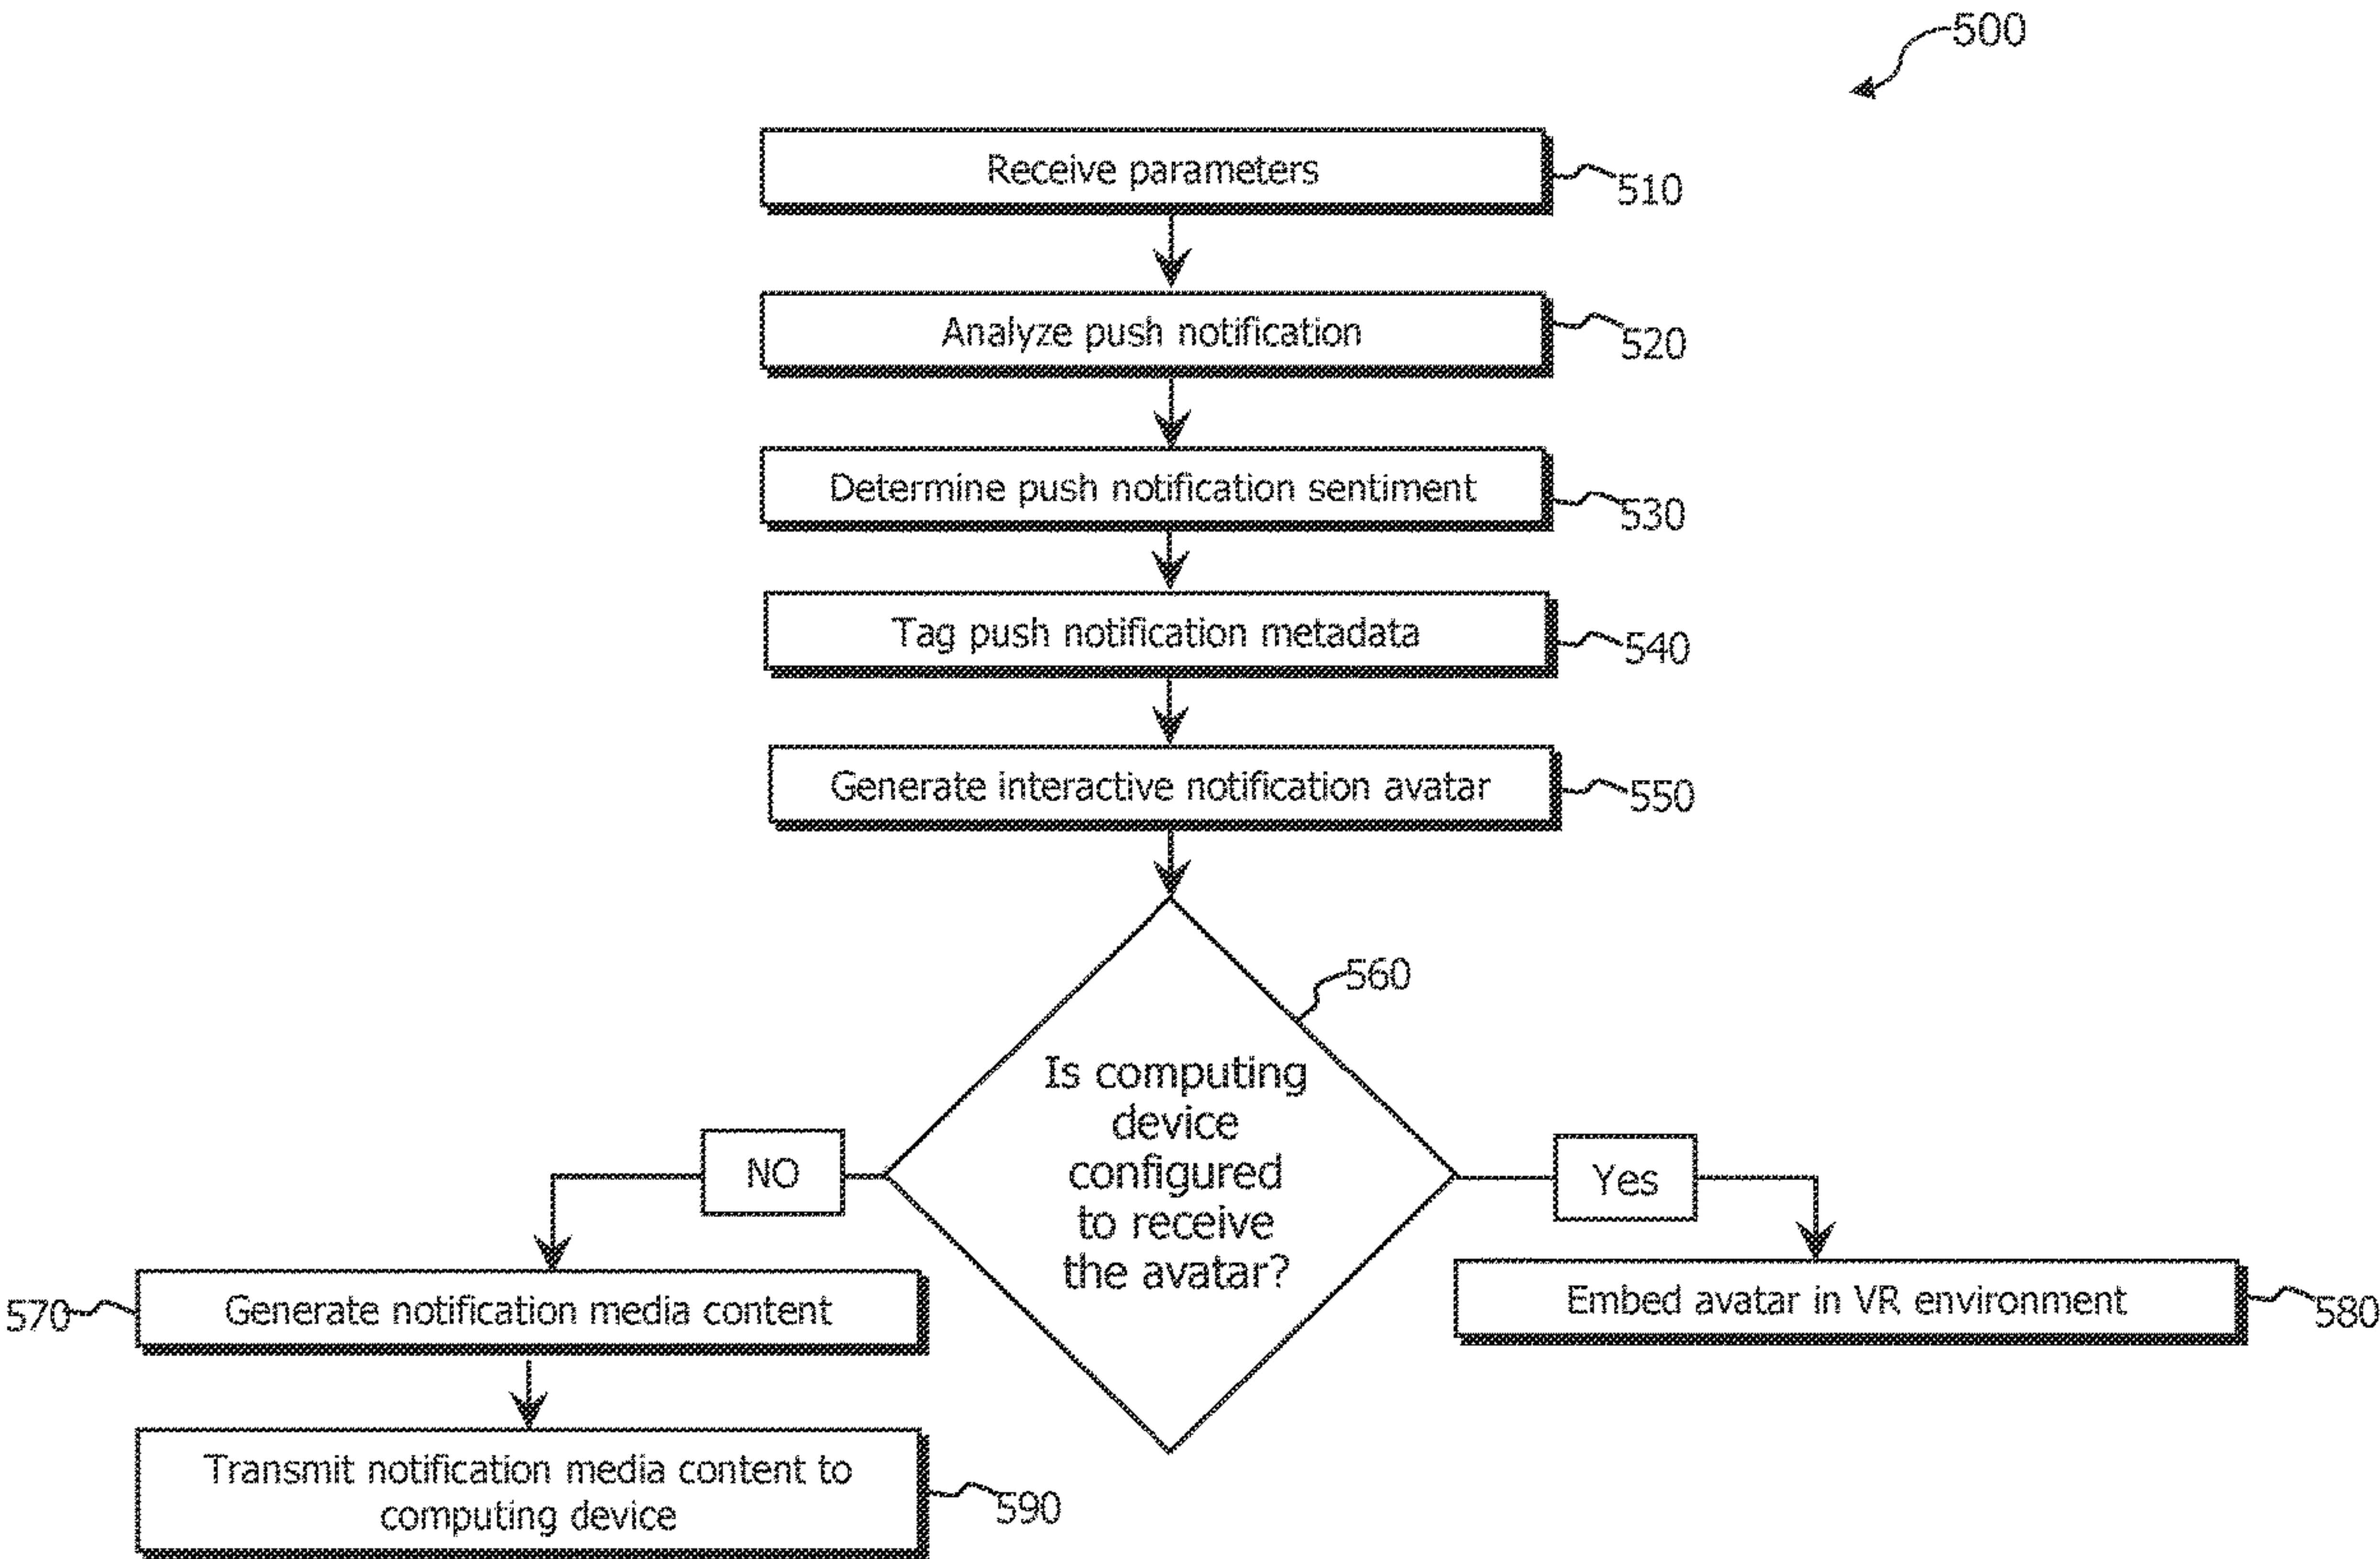 500
Receive parameters
510
Analyze push notification
520
Determine push notification sentiment
530
Tag push notification metadata
540
Generate interactive notification avatar
550
560
Is computing
device
configured
to receive
the avatar?
NO
Yes
570
Generate notification media content
Embed avatar in VR environment
580
Transmit notification media content to
computing device
590